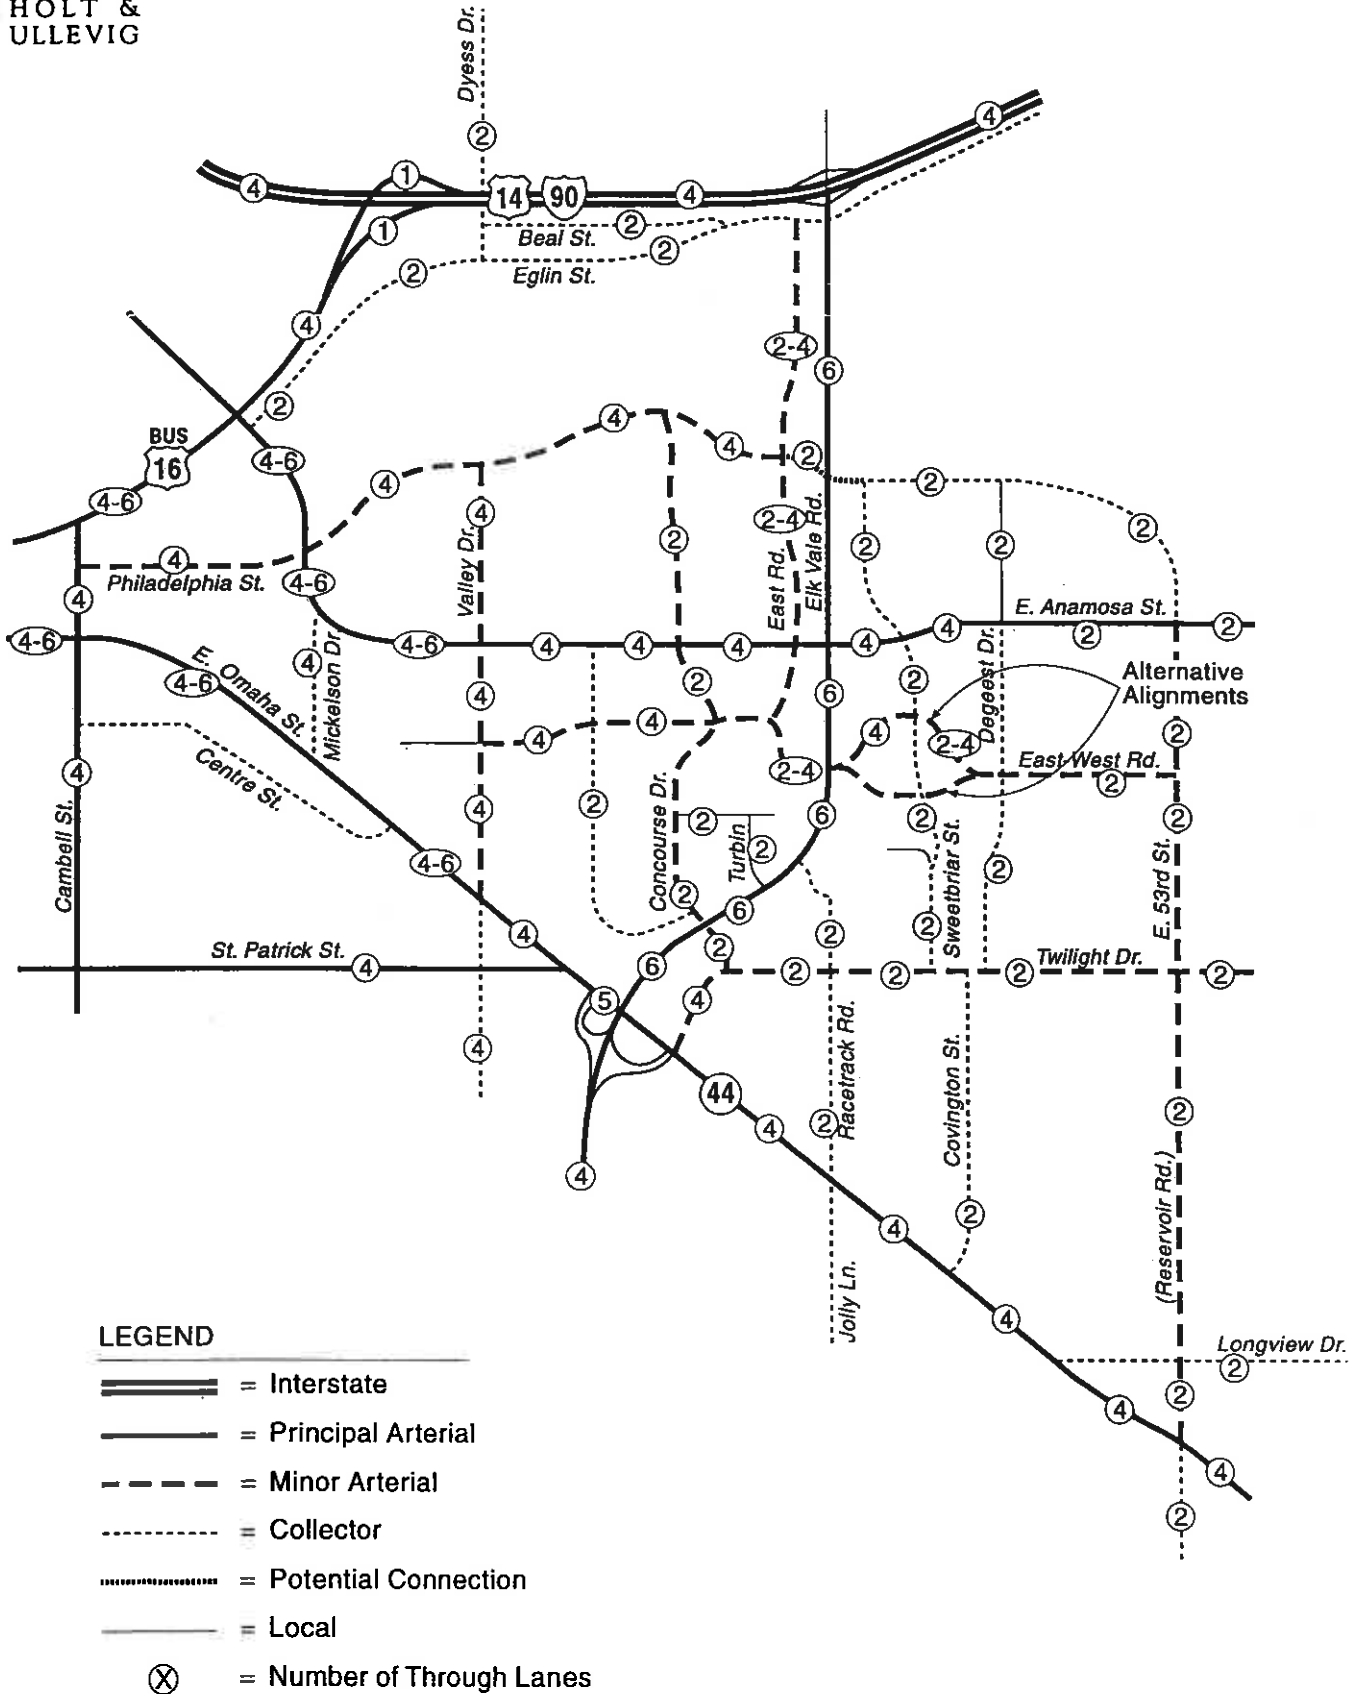 HOLT &
ULLEVIG
Dyess Dr.
2
4
1
14
90
4
4
1
Beal St.
2
2
2
Eglin St.
4
2-4
6
2
BUS
16
4-6
4-6
4
4
4
2
4
2
4
2-4
2
2
2
2
Valley Dr.
East Rd.
Elk Vale Rd.
4
Philadelphia St.
4-6
4
4-6
E. Omaha St.
4-6
4
Mickelson Dr.
4-6
4
4
4
4
4
E. Anamosa St.
2
2
Degeest Dr.
Alternative
Alignments
4
2
6
2
4
4
4
2-4
2-4
East-West Rd.
2
2
Centre St.
4
Cambell St.
4
2
Concourse Dr.
2
Turbin
2
6
2
Sweetbriar St.
2
2
E. 53rd St.
4-6
2
6
2
2
4
St. Patrick St.
4
6
2
2
2
2
Twilight Dr.
2
5
4
4
44
4
2
Racetrack Rd.
Covington St.
2
(Reservoir Rd.)
4
2
4
Jolly Ln.
4
Longview Dr.
2
2
4
4
2
LEGEND
= Interstate
= Principal Arterial
= Minor Arterial
= Collector
= Potential Connection
= Local
X = Number of Through Lanes